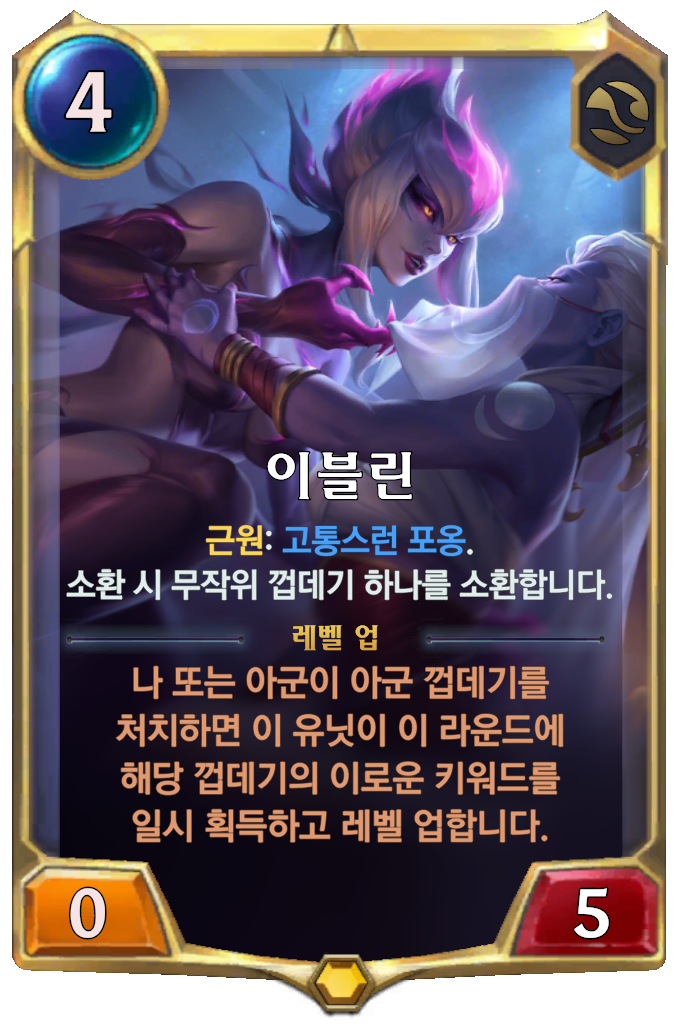 4
이블린
근원: 고통스런 포옹.
소환 시 무작위 껍데기 하나를 소환합니다.
레벨 업
나 또는 아군이 아군 껍데기를
처치하면 이 유닛이 이 라운드에
해당 껍데기의 이로운 키워드를
일시 획득하고 레벨 업합니다.
0
5